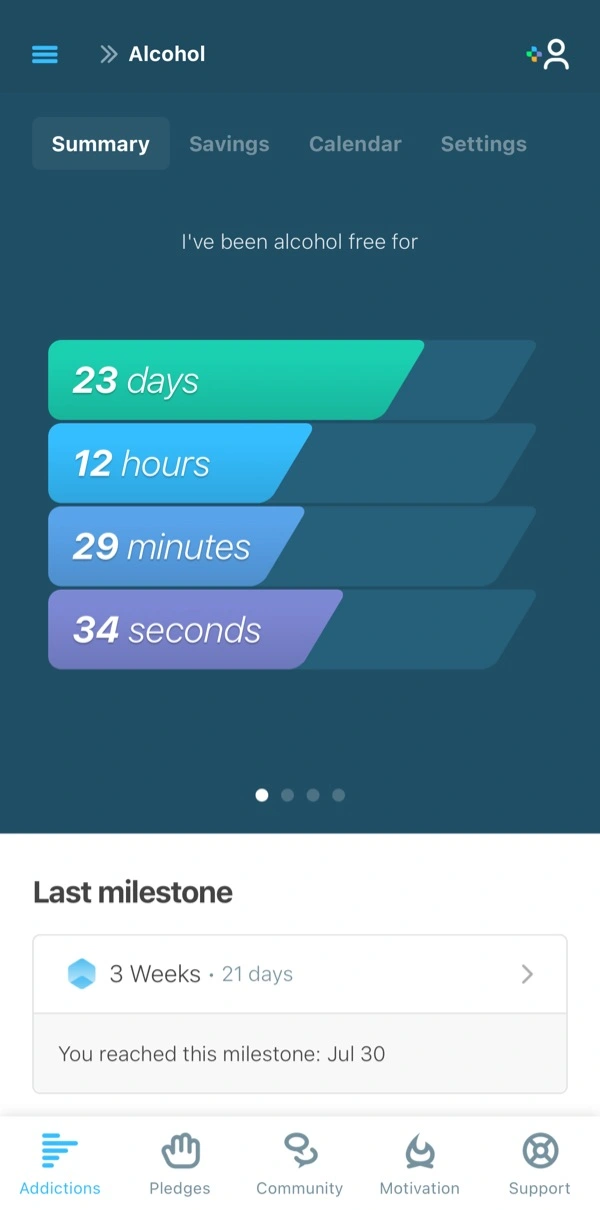 Alcohol
Summary Savings Calendar Settings
I've been alcohol free for
23 days
12 hours
29 minutes
34 seconds
Last milestone
3 Weeks • 21 days
You reached this milestone: Jul 30
Addictions Pledges Community Motivation Support